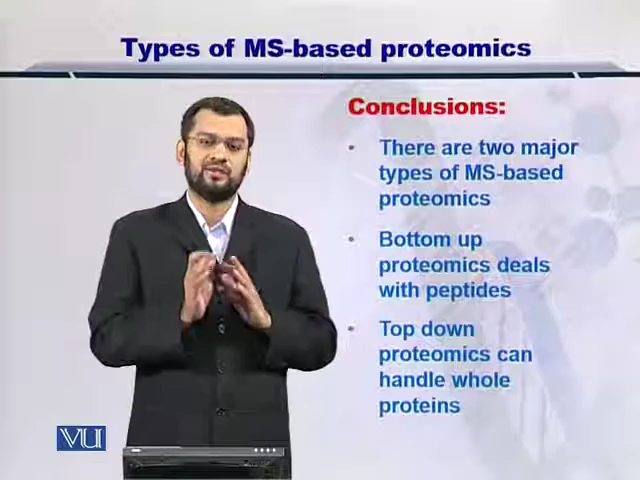 Types of MS-based proteomics
Conclusions:
• There are two major
types of MS-based
proteomics
• Bottom up
proteomics deals
with peptides
• Top down
proteomics can
handle whole
proteins
VU